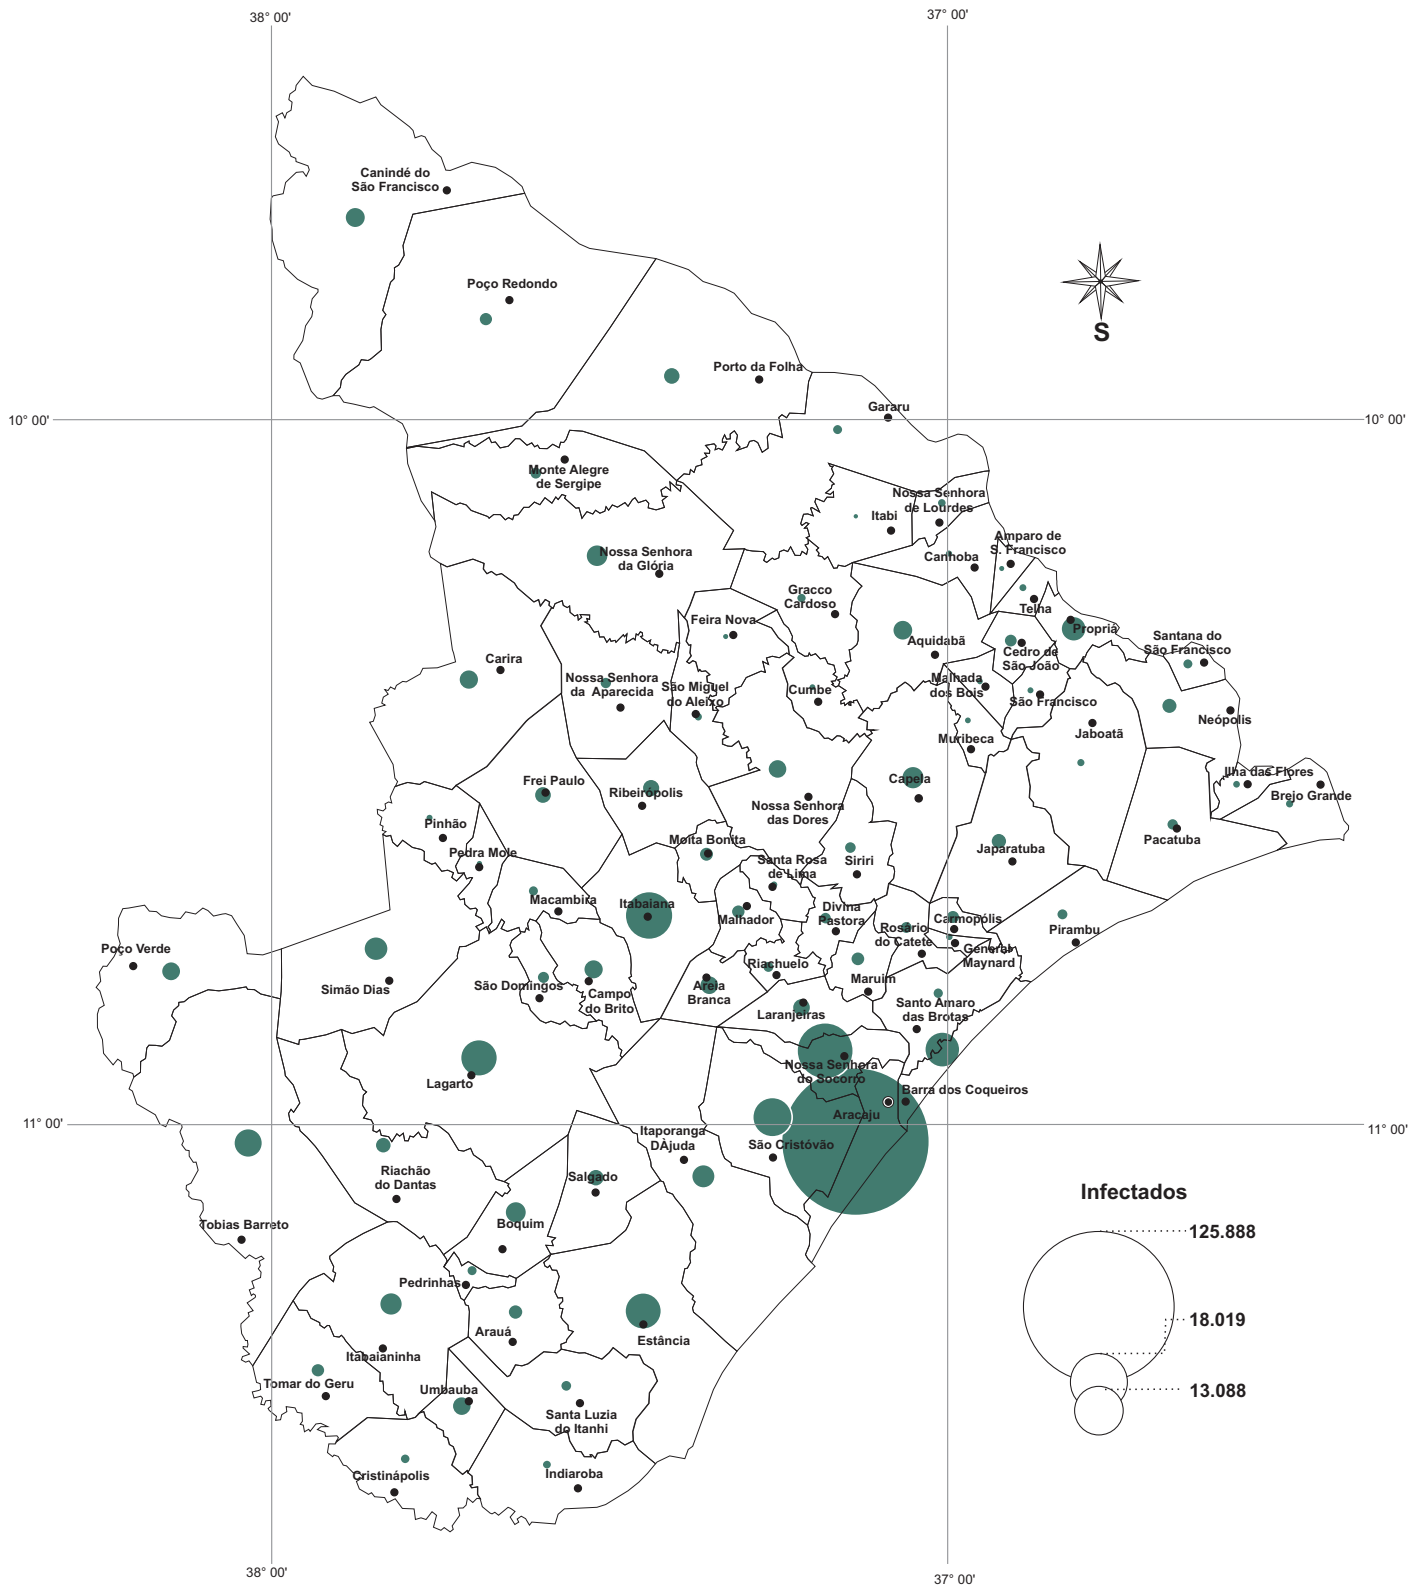 38° 00'
37° 00'
Canindé do
São Francisco
Poço Redondo
S
Porto da Folha
Gararu
10° 00'
10° 00'
Monte Alegre
de Sergipe
Nossa Senhora
de Lourdes
Itabi
Amparo de
S. Francisco
Canhoba
Nossa Senhora
da Glória
Gracco
Cardoso
Telha
Feira Nova
Propriá
Aquidabã
Santana do
São Francisco
Cedro de
São João
Carira
Nossa Senhora
da Aparecida
São Miguel
do Aleixo
Cumbe
Malhada
dos Bois
São Francisco
Neópolis
Jaboatã
Muribeca
Ilha das Flores
Brejo Grande
Frei Paulo
Ribeirópolis
Capela
Nossa Senhora
das Dores
Pinhão
Moita Bonita
Pacatuba
Pedra Mole
Santa Rosa
de Lima
Siriri
Japaratuba
Macambira
Itabaiana
Malhador
Divina
Pastora
Carmopólis
Rosário
do Catete
Pirambu
General
Maynard
Poço Verde
Simão Dias
São Domingos
Campo
do Brito
Areia
Branca
Riachuelo
Maruim
Santo Amaro
das Brotas
Laranjeiras
Lagarto
Nossa Senhora
do Socorro
Barra dos Coqueiros
Aracaju
11° 00'
11° 00'
Itaporanga
DÀjuda
São Cristóvão
Riachão
do Dantas
Salgado
Tobias Barreto
Boquim
Infectados
125.888
18.019
13.088
Pedrinhas
Arauá
Estância
Itabaianinha
Tomar do Geru
Umbauba
Santa Luzia
do Itanhi
Cristinápolis
Indiaroba
38° 00'
37° 00'